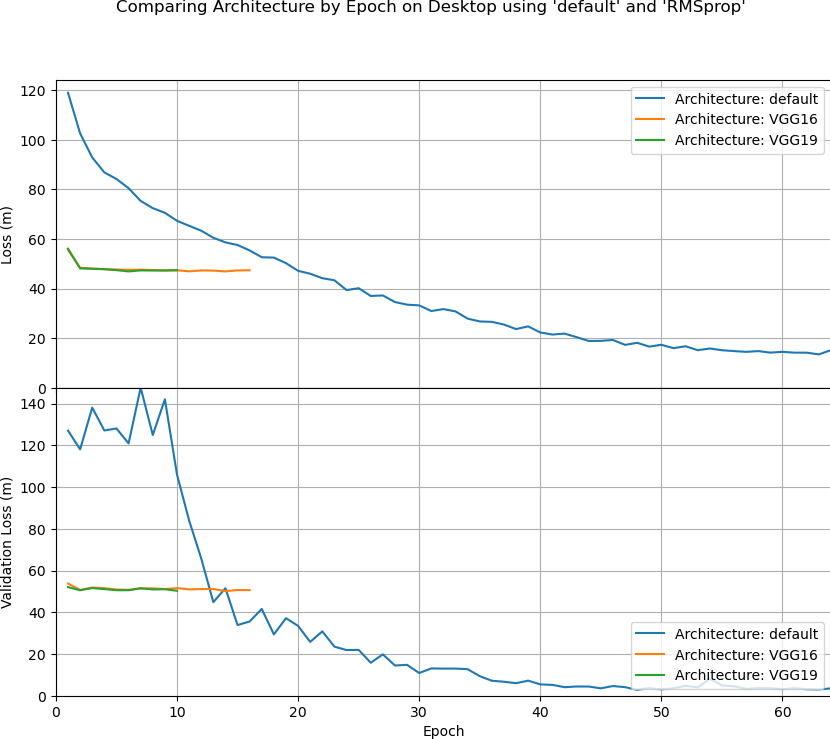 Comparing Architecture by Epoch on Desktop using 'default' and 'RMSprop'
120
100
80
60
40
20
0
Loss (m)
Architecture: default
Architecture: VGG16
Architecture: VGG19
140
120
100
80
60
40
20
0
Validation Loss (m)
Architecture: default
Architecture: VGG16
Architecture: VGG19
0 10 20 30 40 50 60
Epoch